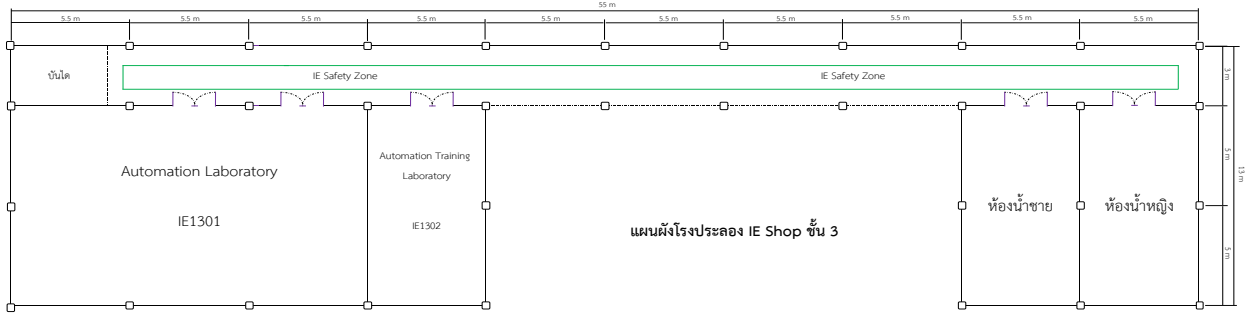 55 m
5.5 m 5.5 m 5.5 m 5.5 m 5.5 m 5.5 m 5.5 m 5.5 m 5.5 m 5.5 m
บันได
IE Safety Zone
IE Safety Zone
3 m
Automation Laboratory
IE1301
Automation Training
Laboratory
IE1302
แผนผังโรงประลอง IE Shop ชั้น 3
ห้องน้ำชาย
ห้องน้ำหญิง
5 m
13 m
5 m